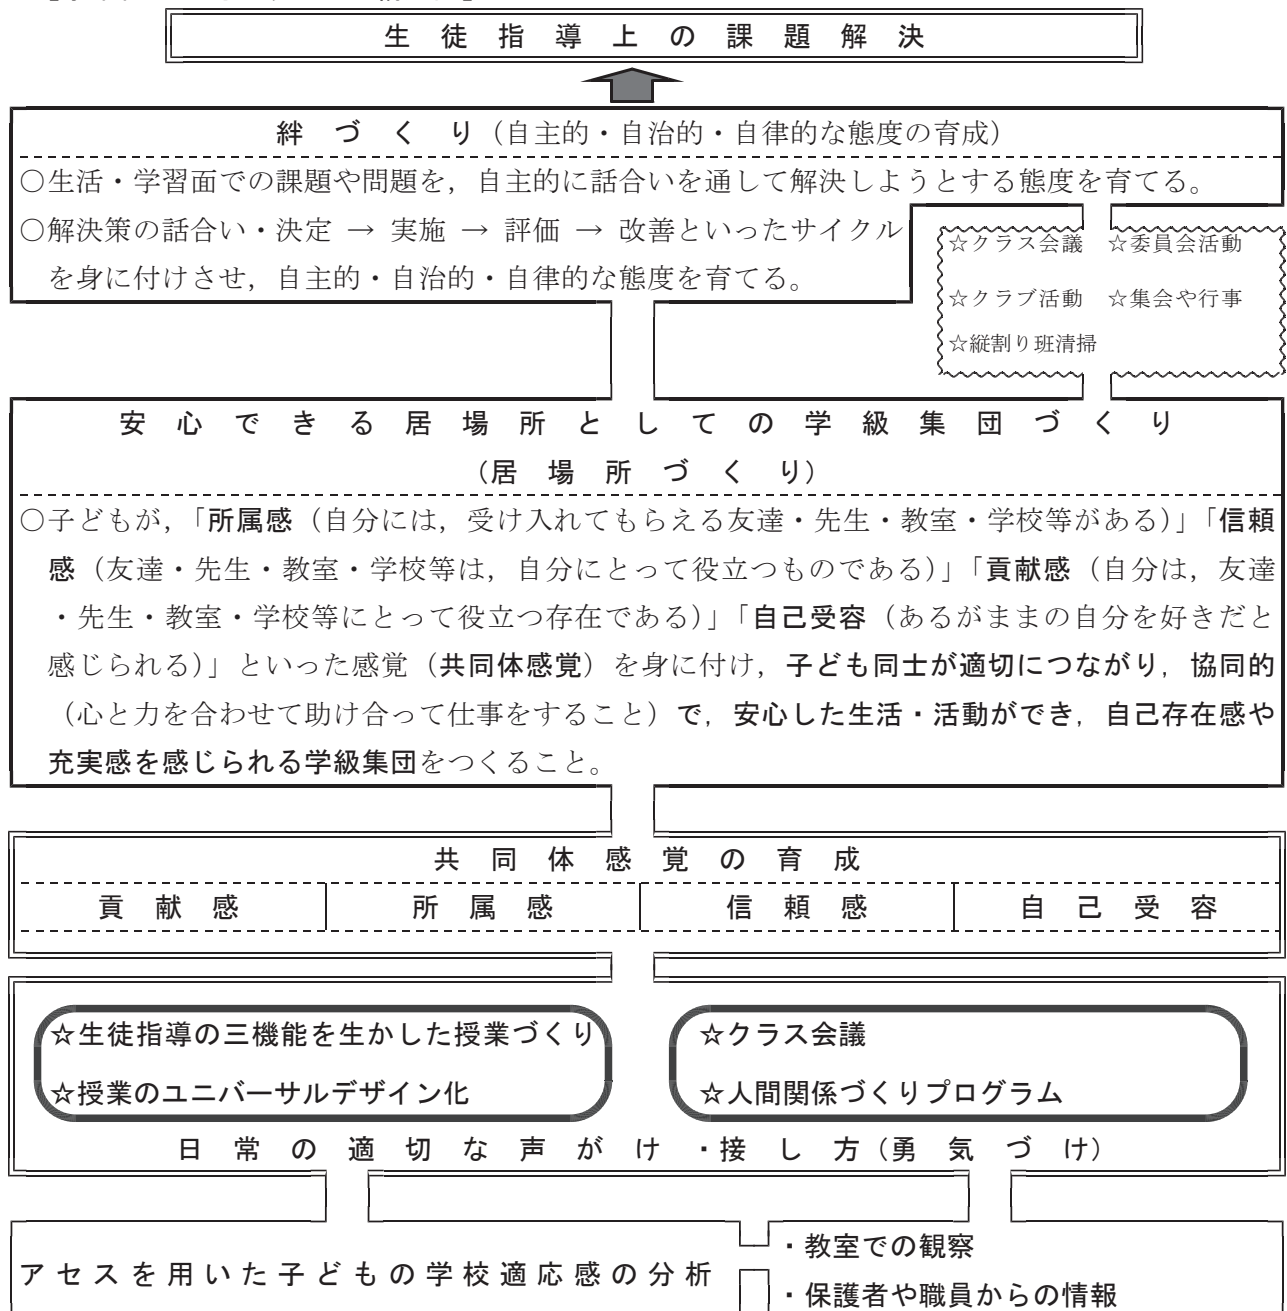 生徒指導上の課題解決
絆づくり(自主的・自治的・自律的な態度の育成)
○生活・学習面での課題や問題を,自主的に話合いを通して解決しようとする態度を育てる。
○解決策の話合い・決定 → 実施 → 評価 → 改善といったサイクル
を身に付けさせ,自主的・自治的・自律的な態度を育てる。
☆クラス会議 ☆委員会活動
☆クラブ活動 ☆集会や行事
☆縦割り班清掃
安心できる居場所としての学級集団づくり
(居場所づくり)
○子どもが,「所属感(自分には,受け入れてもらえる友達・先生・教室・学校等がある)」「信頼
感(友達・先生・教室・学校等は,自分にとって役立つものである)」「貢献感(自分は,友達
・先生・教室・学校等にとって役立つ存在である)」「自己受容(あるがままの自分を好きだと
感じられる)」といった感覚(共同体感覚)を身に付け,子ども同士が適切につながり,協同的
(心と力を合わせて助け合って仕事をすること)で,安心した生活・活動ができ,自己存在感や
充実感を感じられる学級集団をつくること。
共同体感覚の育成
貢献感 所属感 信頼感 自己受容
☆生徒指導の三機能を生かした授業づくり ☆クラス会議
☆授業のユニバーサルデザイン化 ☆人間関係づくりプログラム
日常の適切な声がけ・接し方(勇気づけ)
アセスを用いた子どもの学校適応感の分析
・教室での観察
・保護者や職員からの情報